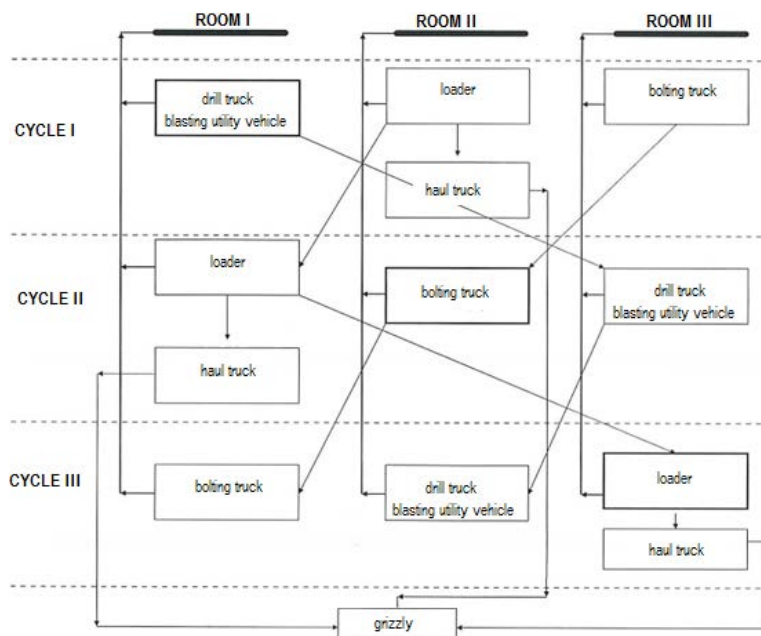 ROOM I
ROOM II
ROOM III
CYCLE I
drill truck
blasting utility vehicle
loader
bolting truck
haul truck
CYCLE II
loader
bolting truck
drill truck
blasting utility vehicle
haul truck
CYCLE III
bolting truck
drill truck
blasting utility vehicle
loader
haul truck
grizzly